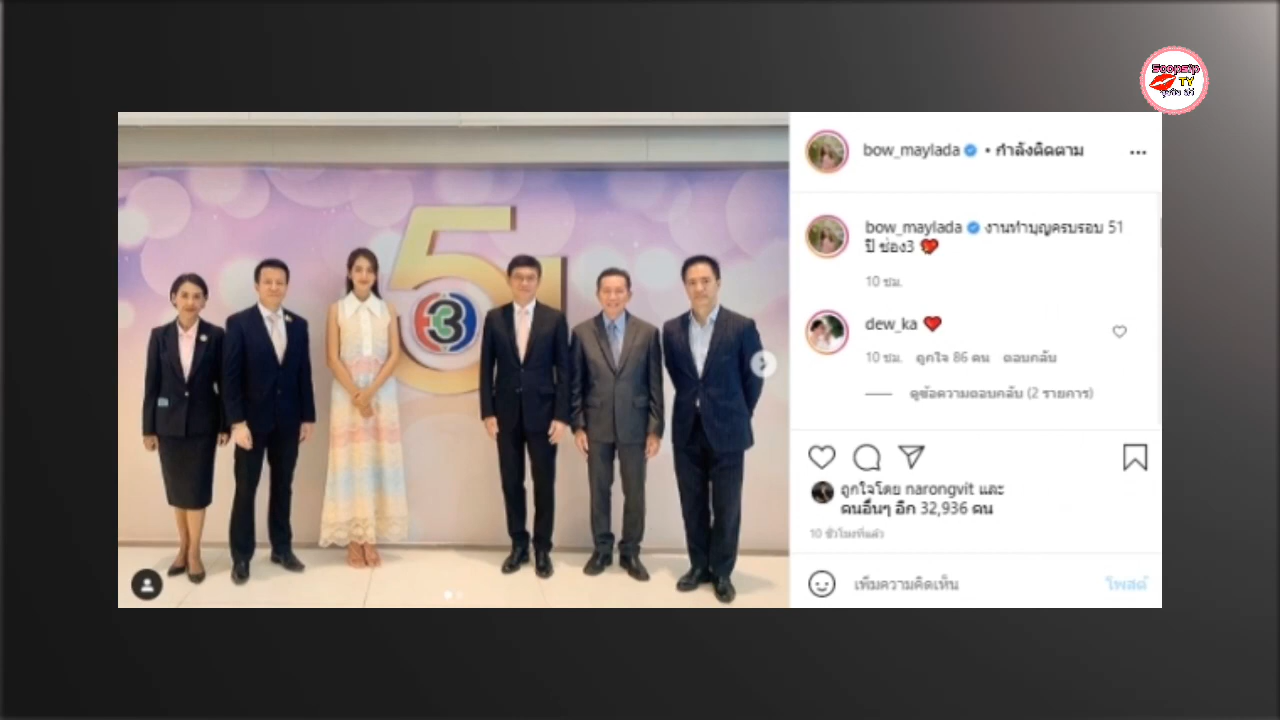 Scopsip
TV
bow_maylada • กำลังติดตาม
bow_maylada งานทำบุญครบรอบ 51
ปี ช่อง3
10 ชม.
dew_ka
10 ชม. ถูกใจ 86 คน ตอบกลับ
ดูข้อความตอบกลับ (2 รายการ)
ถูกใจโดย narongvit และ
คนอื่นๆ อีก 32,936 คน
10 ชั่วโมงที่แล้ว
เพิ่มความคิดเห็น
โพสต์
51
3